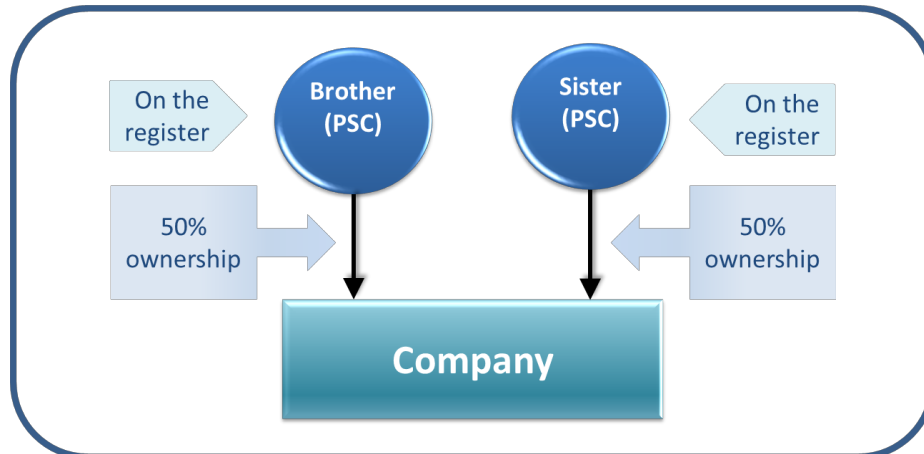 On the
register
Brother
(PSC)
Sister
(PSC)
On the
register
50%
ownership
50%
ownership
Company